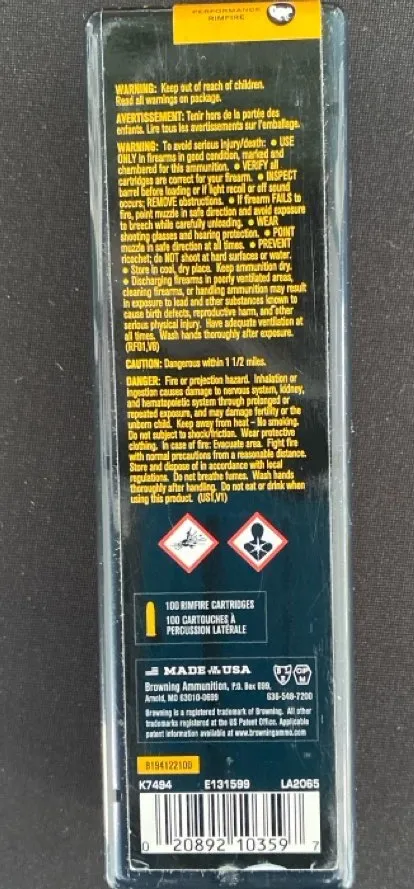 PERFORMANCE
RIMFIRE
WARNING: Keep out of reach of children.
Read all warnings on package.
AVERTISSEMENT: Tenir hors de la portée des
enfants. Lire tous les avertissements sur l'emballage.
WARNING: To avoid serious injury/death: • USE
ONLY in firearms in good condition, marked and
chambered for this ammunition. • VERIFY all
cartridges are correct for your firearm. • INSPECT
barrel before loading or if light recoil or off sound
occurs; REMOVE obstructions. • If firearm FAILS to
fire, point muzzle in safe direction and avoid exposure
to breech while carefully unloading. • WEAR
shooting glasses and hearing protection. • POINT
muzzle in safe direction at all times. • PREVENT
ricochet; do NOT shoot at hard surfaces or water.
• Store in cool, dry place. Keep ammunition dry.
• Discharging firearms in poorly ventilated areas,
cleaning firearms, or handling ammunition may result
in exposure to lead and other substances known to
cause birth defects, reproductive harm, and other
serious physical injury. Have adequate ventilation at
all times. Wash hands thoroughly after exposure.
(RF01,V6)
CAUTION: Dangerous within 1 1/2 miles.
DANGER: Fire or projection hazard. Inhalation or
ingestion causes damage to nervous system, kidney,
and hematopoietic system through prolonged or
repeated exposure, and may damage fertility or the
unborn child. Keep away from heat – No smoking.
Do not subject to shock/friction. Wear protective
clothing. In case of fire: Evacuate area. Fight fire
with normal precautions from a reasonable distance.
Store and dispose of in accordance with local
regulations. Do not breathe fumes. Wash hands
thoroughly after handling. Do not eat or drink when
using this product. (US1,V1)
100 RIMFIRE CARTRIDGES
100 CARTOUCHES À
PERCUSSION LATÉRALE
MADE IN THE USA
Browning Ammunition, P.O. Box 699,
Arnold, MO 63010-0699 636-548-7200
Browning is a registered trademark of Browning. All other
trademarks registered at the US Patent Office. Applicable
patent information available at www.browningammo.com
B194122100
K7494 E131599 LA2065
0 20892 10359 7